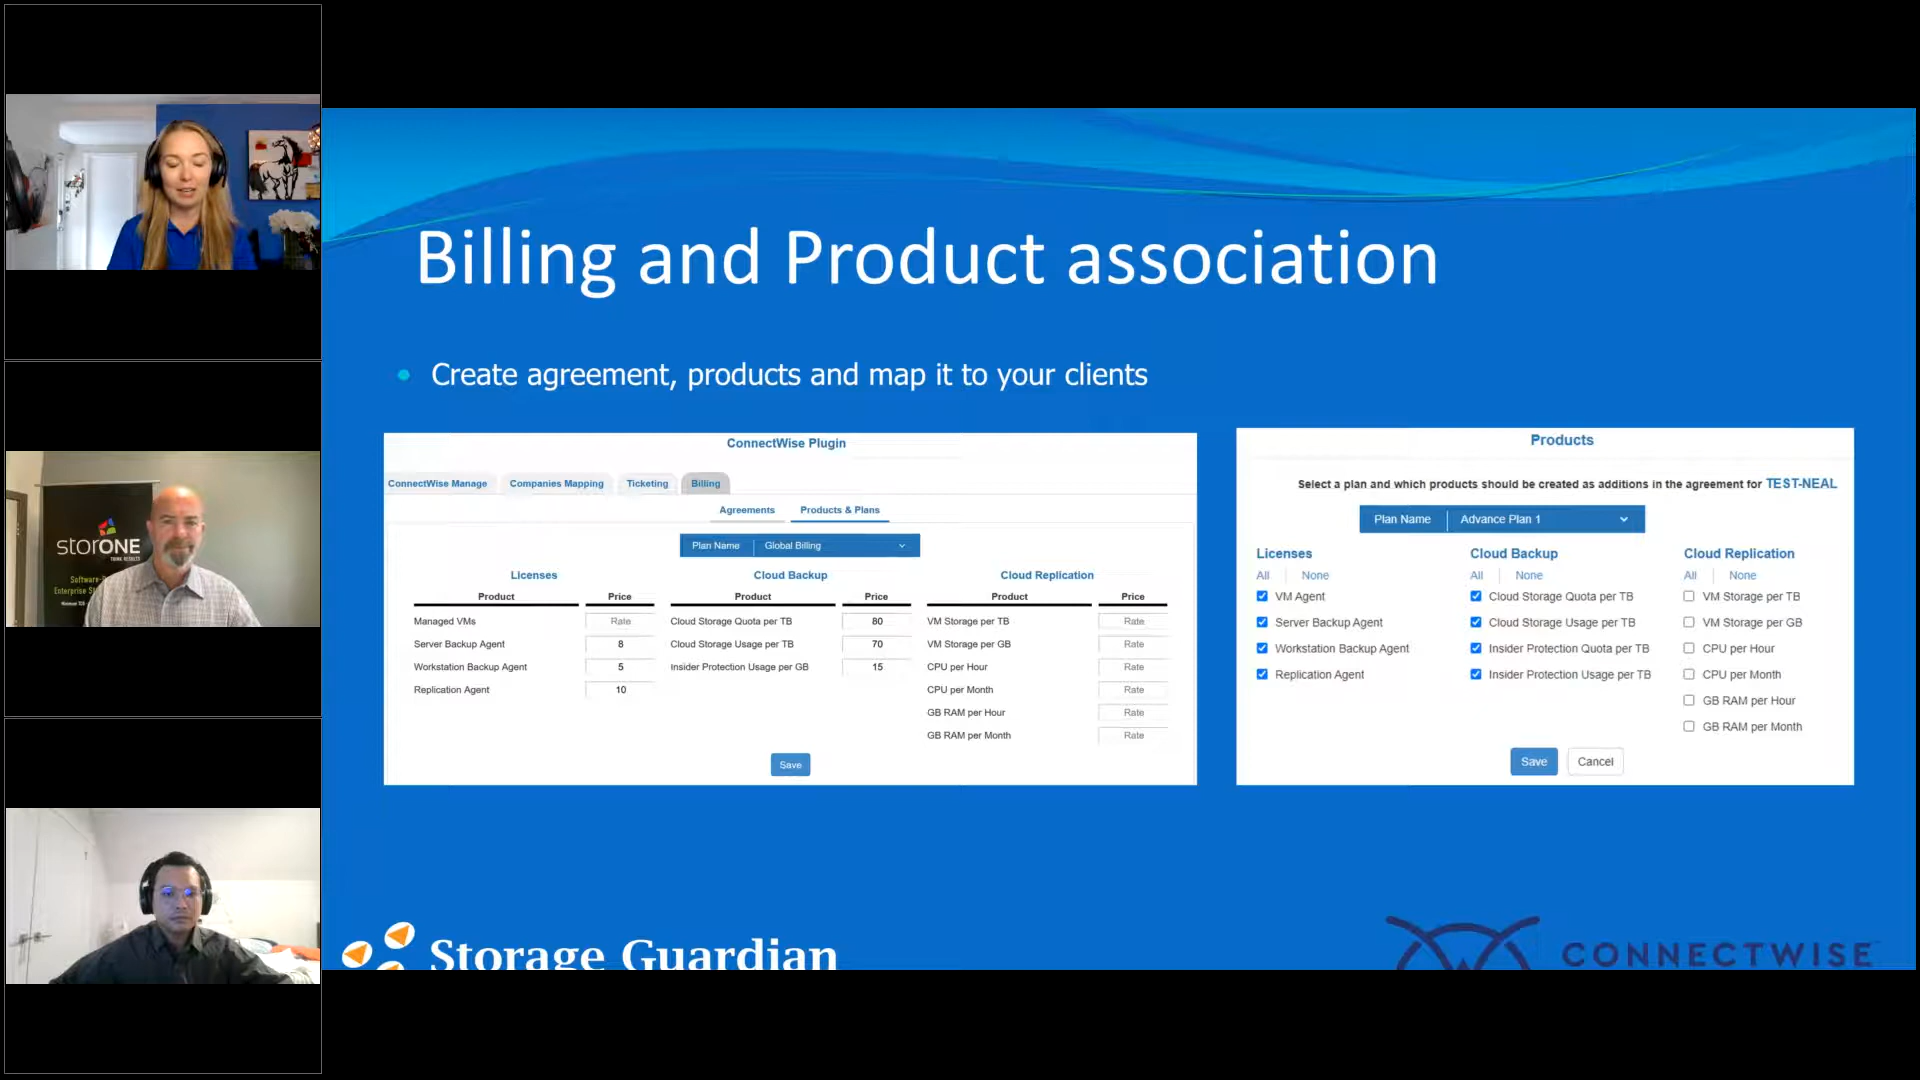 storONE
Software-
Enterprise St
Billing and Product association
Create agreement, products and map it to your clients
ConnectWise Plugin
ConnectWise Manage Companies Mapping Ticketing Billing
Agreements Products & Plans
Plan Name Global Billing
Licenses Cloud Backup Cloud Replication
Product Price Product Price Product Price
Managed VMs Rate Cloud Storage Quota per TB 80 VM Storage per TB Rate
Server Backup Agent 8 Cloud Storage Usage per TB 70 VM Storage per GB Rate
Workstation Backup Agent 5 Insider Protection Usage per GB 15 CPU per Hour Rate
Replication Agent 10 CPU per Month Rate
GB RAM per Hour Rate
GB RAM per Month Rate
Save
Products
Select a plan and which products should be created as additions in the agreement for TEST-NEAL
Plan Name Advance Plan 1
Licenses Cloud Backup Cloud Replication
All None All None All None
VM Agent Cloud Storage Quota per TB VM Storage per TB
Server Backup Agent Cloud Storage Usage per TB VM Storage per GB
Workstation Backup Agent Insider Protection Quota per TB CPU per Hour
Replication Agent Insider Protection Usage per TB CPU per Month
GB RAM per Hour
GB RAM per Month
Save Cancel
Storage Guardian
CONNECTWISE